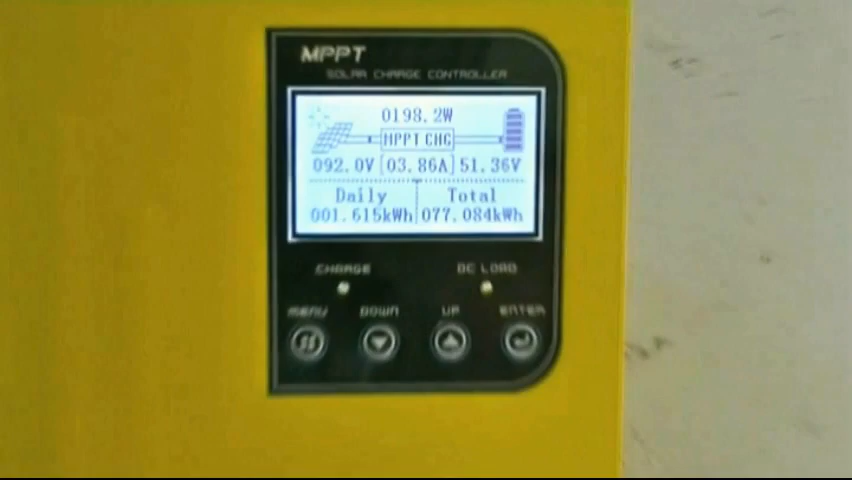 MPPT
SOLAR CHARGE CONTROLLER
0198.2W
MPPT CHG
092.0V [03.86A] 51.36V
Daily Total
001.615kWh 077.084kWh
CHARGE DC LOAD
MENU DOWN UP ENTER